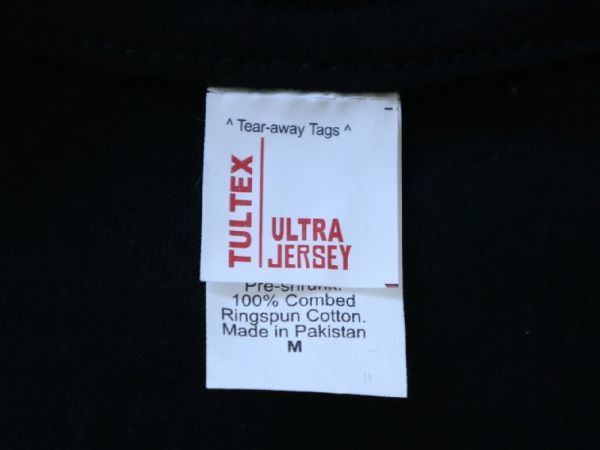 ^ Tear-away Tags ^
TULTEX
ULTRA
JERSEY
Pre-shrunk.
100% Combed
Ringspun Cotton.
Made in Pakistan
M